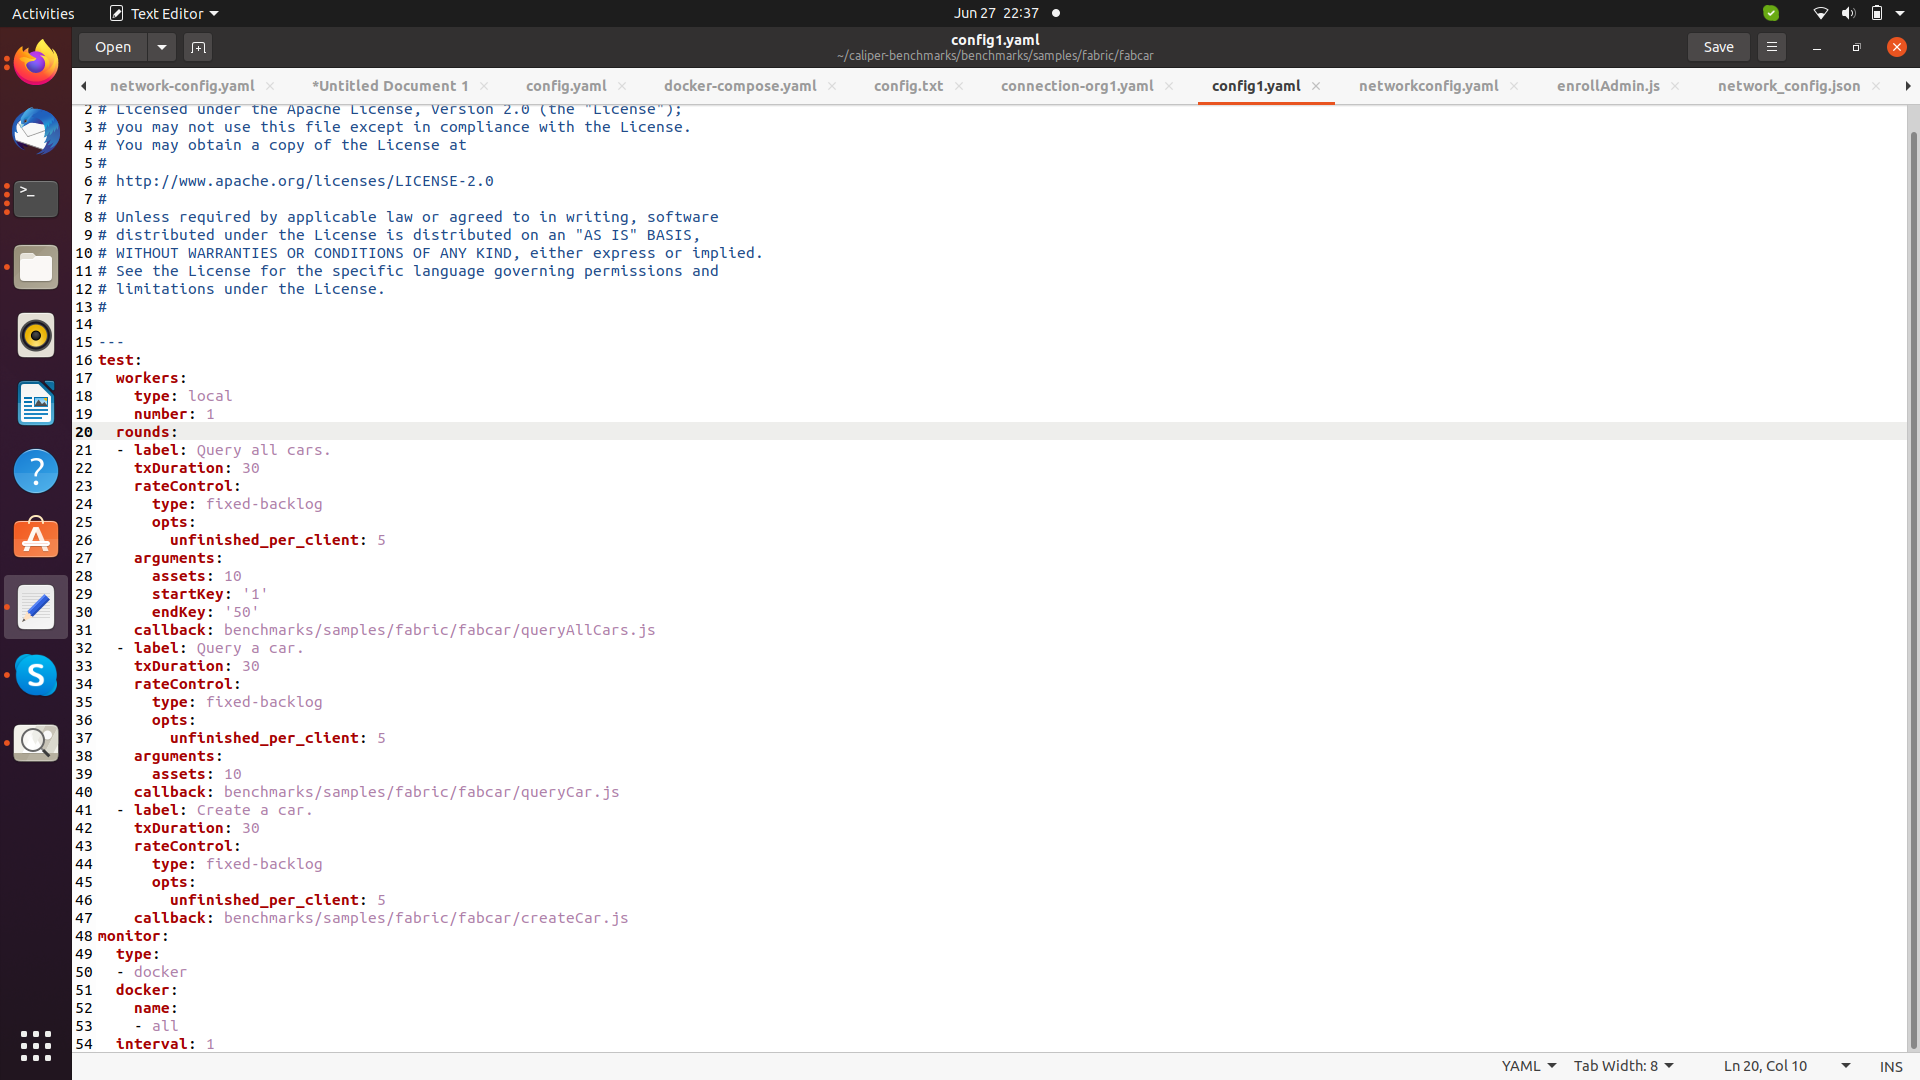 Activities Text Editor Jun 27 22:37
Open config1.yaml Save
~/caliper-benchmarks/benchmarks/samples/fabric/fabcar
network-config.yaml *Untitled Document 1 config.yaml docker-compose.yaml config.txt connection-org1.yaml config1.yaml networkconfig.yaml enrollAdmin.js network_config.json
2 # Licensed under the Apache License, Version 2.0 (the "License");
3 # you may not use this file except in compliance with the License.
4 # You may obtain a copy of the License at
5 #
6 # http://www.apache.org/licenses/LICENSE-2.0
7 #
8 # Unless required by applicable law or agreed to in writing, software
9 # distributed under the License is distributed on an "AS IS" BASIS,
10 # WITHOUT WARRANTIES OR CONDITIONS OF ANY KIND, either express or implied.
11 # See the License for the specific language governing permissions and
12 # limitations under the License.
13 #
14
15 ---
16 test:
17   workers:
18     type: local
19     number: 1
20   rounds:
21   - label: Query all cars.
22     txDuration: 30
23     rateControl:
24       type: fixed-backlog
25       opts:
26         unfinished_per_client: 5
27     arguments:
28       assets: 10
29       startKey: '1'
30       endKey: '50'
31     callback: benchmarks/samples/fabric/fabcar/queryAllCars.js
32   - label: Query a car.
33     txDuration: 30
34     rateControl:
35       type: fixed-backlog
36       opts:
37         unfinished_per_client: 5
38     arguments:
39       assets: 10
40     callback: benchmarks/samples/fabric/fabcar/queryCar.js
41   - label: Create a car.
42     txDuration: 30
43     rateControl:
44       type: fixed-backlog
45       opts:
46         unfinished_per_client: 5
47     callback: benchmarks/samples/fabric/fabcar/createCar.js
48 monitor:
49   type:
50   - docker
51   docker:
52     name:
53     - all
54   interval: 1
YAML Tab Width: 8 Ln 20, Col 10 INS